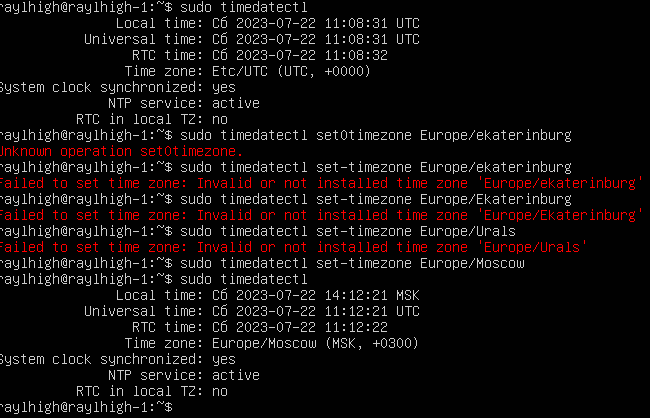 raylhigh@raylhigh-1:~$ sudo timedatectl
Local time: Сб 2023-07-22 11:08:31 UTC
Universal time: Сб 2023-07-22 11:08:31 UTC
RTC time: Сб 2023-07-22 11:08:32
Time zone: Etc/UTC (UTC, +0000)
System clock synchronized: yes
NTP service: active
RTC in local TZ: no
raylhigh@raylhigh-1:~$ sudo timedatectl set0timezone Europe/ekaterinburg
Unknown operation set0timezone.
raylhigh@raylhigh-1:~$ sudo timedatectl set-timezone Europe/ekaterinburg
Failed to set time zone: Invalid or not installed time zone 'Europe/ekaterinburg'
raylhigh@raylhigh-1:~$ sudo timedatectl set-timezone Europe/Ekaterinburg
Failed to set time zone: Invalid or not installed time zone 'Europe/Ekaterinburg'
raylhigh@raylhigh-1:~$ sudo timedatectl set-timezone Europe/Urals
Failed to set time zone: Invalid or not installed time zone 'Europe/Urals'
raylhigh@raylhigh-1:~$ sudo timedatectl set-timezone Europe/Moscow
raylhigh@raylhigh-1:~$ sudo timedatectl
Local time: Сб 2023-07-22 14:12:21 MSK
Universal time: Сб 2023-07-22 11:12:21 UTC
RTC time: Сб 2023-07-22 11:12:22
Time zone: Europe/Moscow (MSK, +0300)
System clock synchronized: yes
NTP service: active
RTC in local TZ: no
raylhigh@raylhigh-1:~$